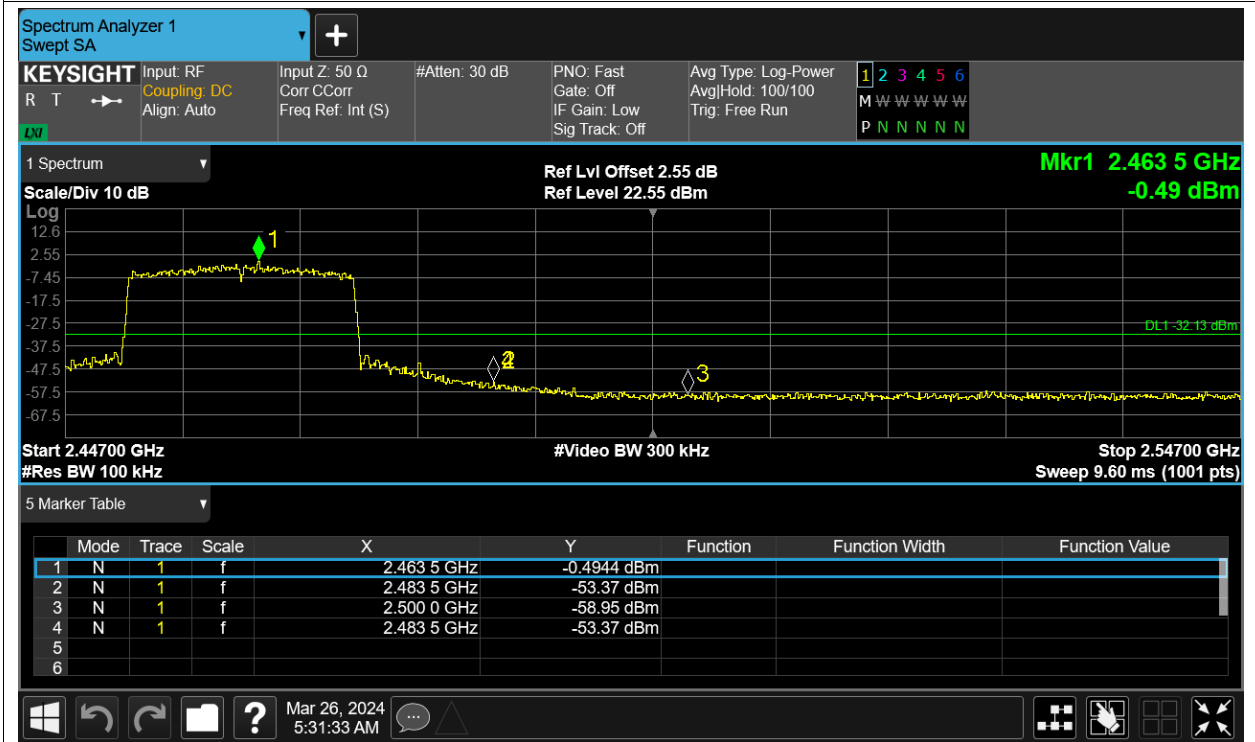 Spectrum Analyzer 1
Swept SA
+
KEYSIGHT Input: RF Input Z: 50 Ω #Atten: 30 dB PNO: Fast Avg Type: Log-Power 1 2 3 4 5 6
R T Coupling: DC Corr CCorr Gate: Off Avg|Hold: 100/100 M W W W W W
Align: Auto Freq Ref: Int (S) IF Gain: Low Trig: Free Run
LXI Sig Track: Off P N N N N N
1 Spectrum Ref Lvl Offset 2.55 dB Mkr1 2.463 5 GHz
Scale/Div 10 dB Ref Level 22.55 dBm -0.49 dBm
Log
12.6
1
2.55
-7.45
-17.5
-27.5
DL1 -32.13 dBm
-37.5
-47.5
2
3
-57.5
-67.5
Start 2.44700 GHz #Video BW 300 kHz Stop 2.54700 GHz
#Res BW 100 kHz Sweep 9.60 ms (1001 pts)
5 Marker Table
Mode Trace Scale X Y Function Function Width Function Value
1 N 1 f 2.463 5 GHz -0.4944 dBm
2 N 1 f 2.483 5 GHz -53.37 dBm
3 N 1 f 2.500 0 GHz -58.95 dBm
4 N 1 f 2.483 5 GHz -53.37 dBm
5
6
? Mar 26, 2024
5:31:33 AM